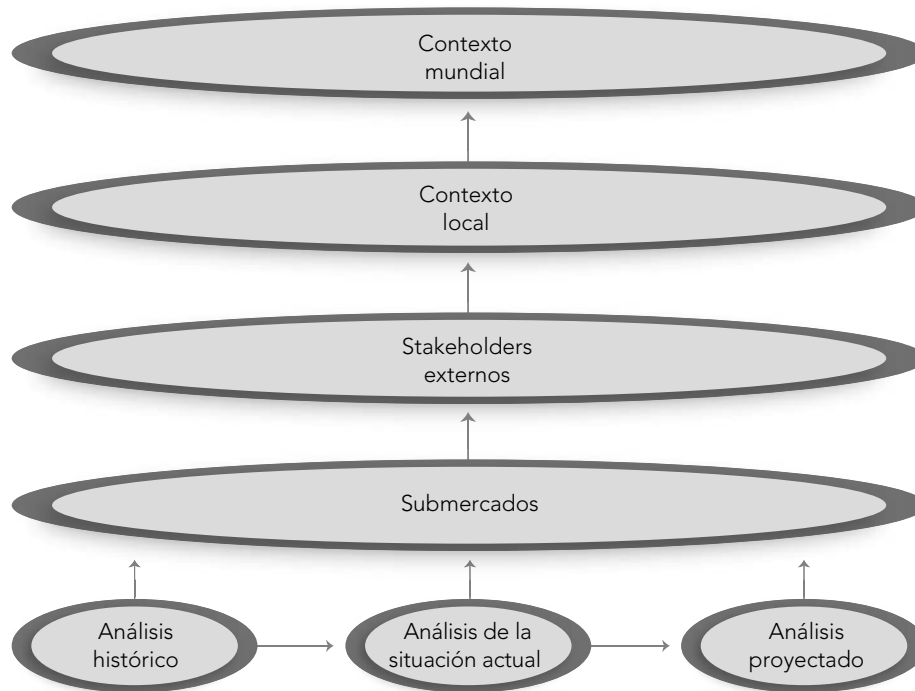 Contexto
mundial
Contexto
local
Stakeholders
externos
Submercados
Análisis
histórico
Análisis de la
situación actual
Análisis
proyectado